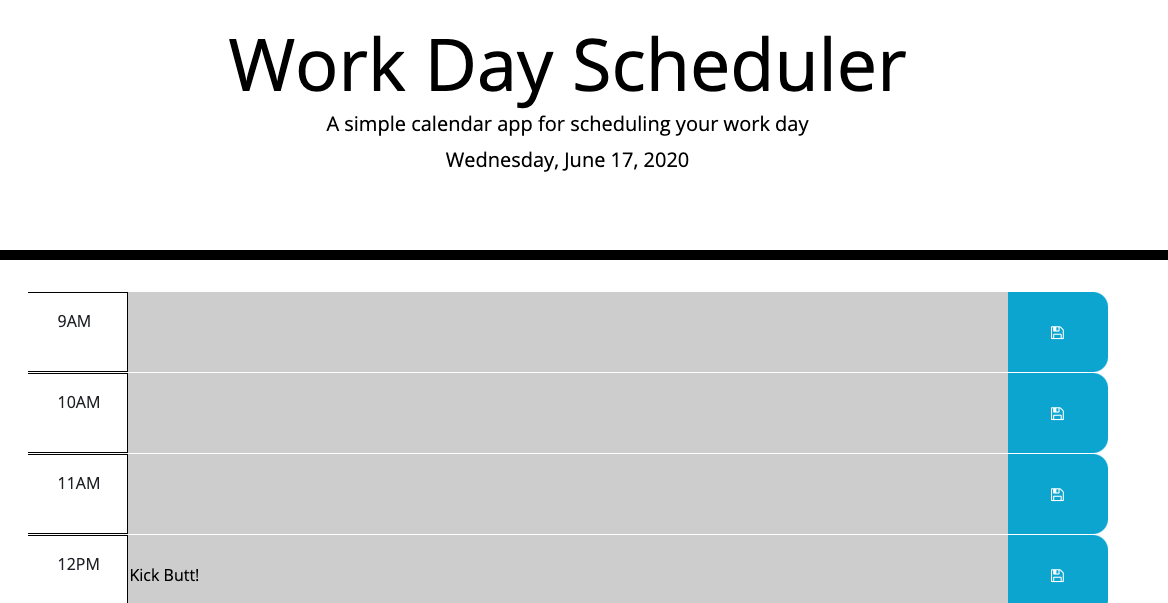 Work Day Scheduler
A simple calendar app for scheduling your work day
Wednesday, June 17, 2020
9AM
10AM
11AM
12PM
Kick Butt!